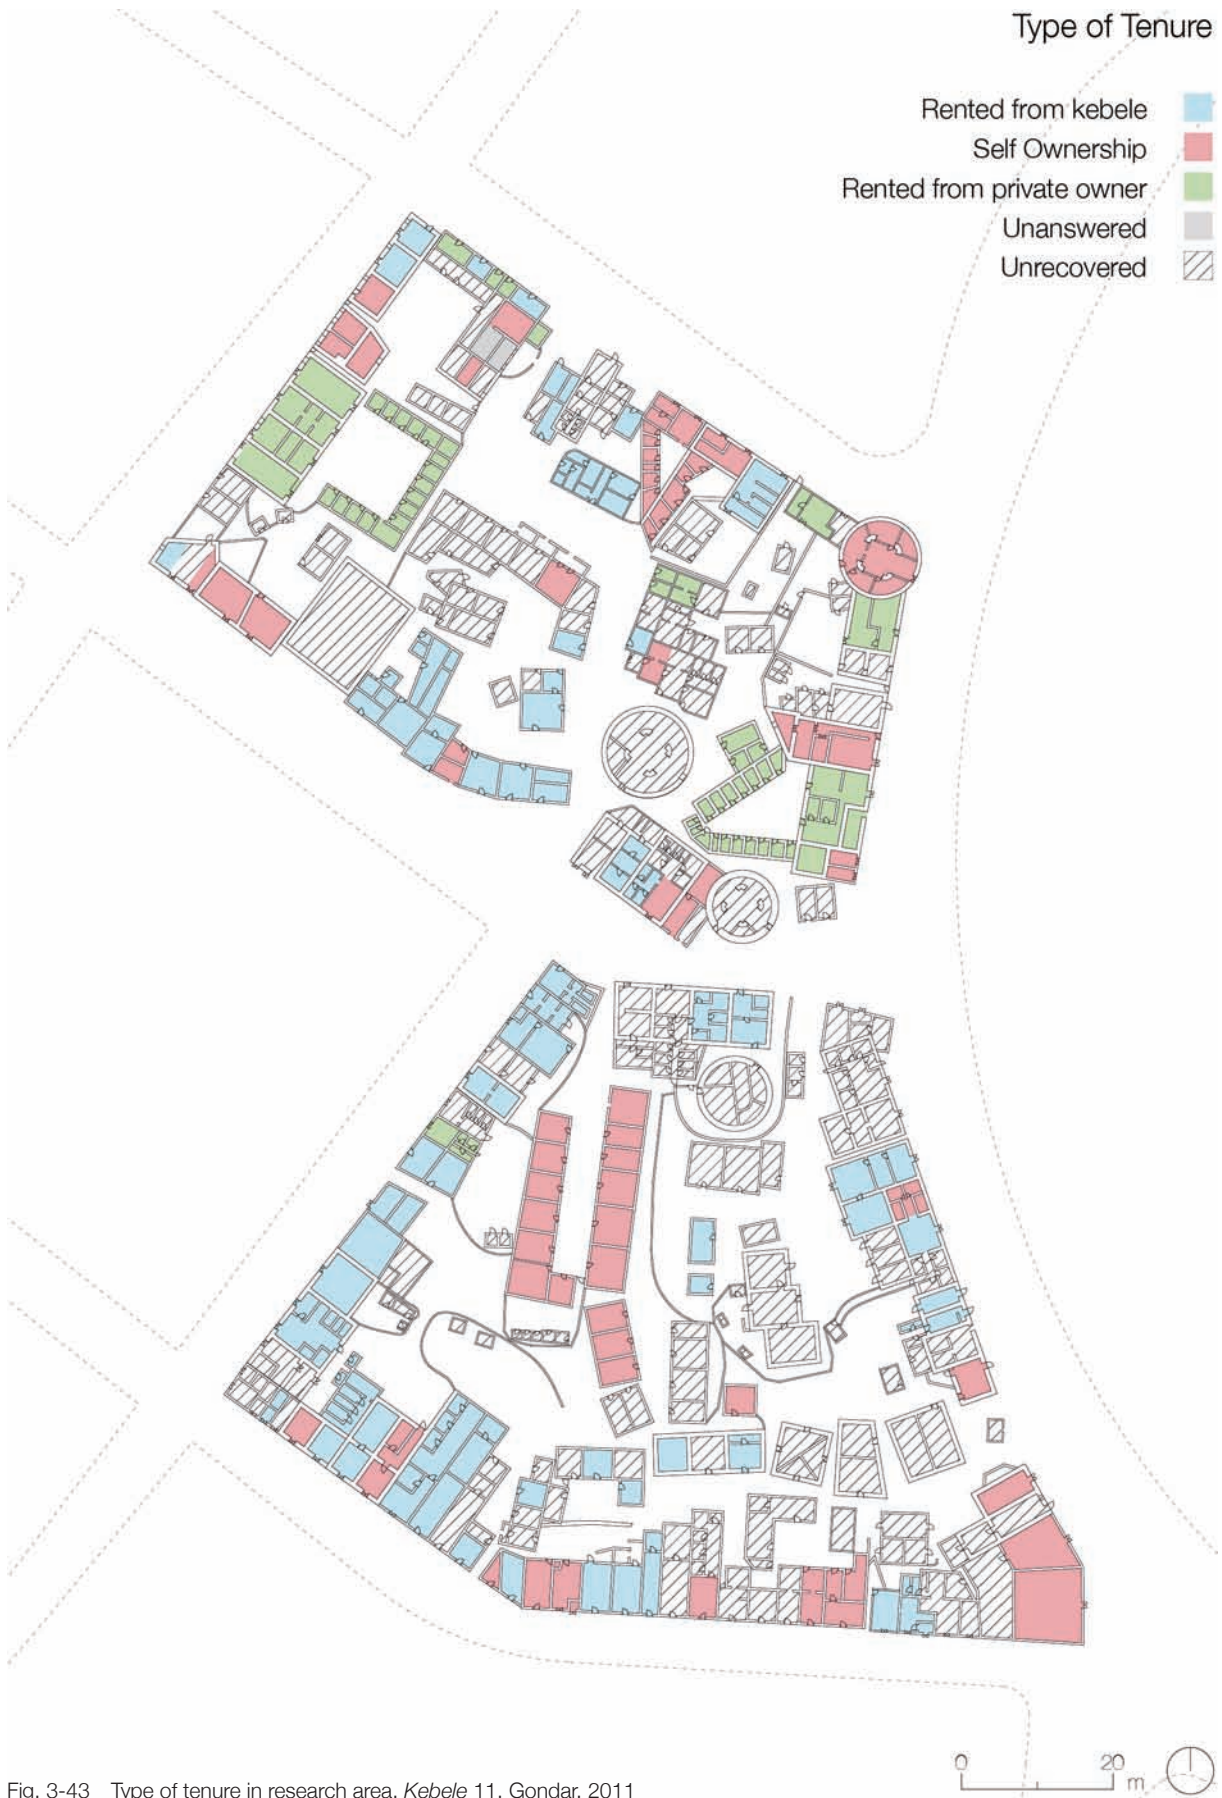 Type of Tenure
Rented from kebele
Self Ownership
Rented from private owner
Unanswered
Unrecovered
0 20 m
Fig. 3-43 Type of tenure in research area, Kebele 11, Gondar, 2011